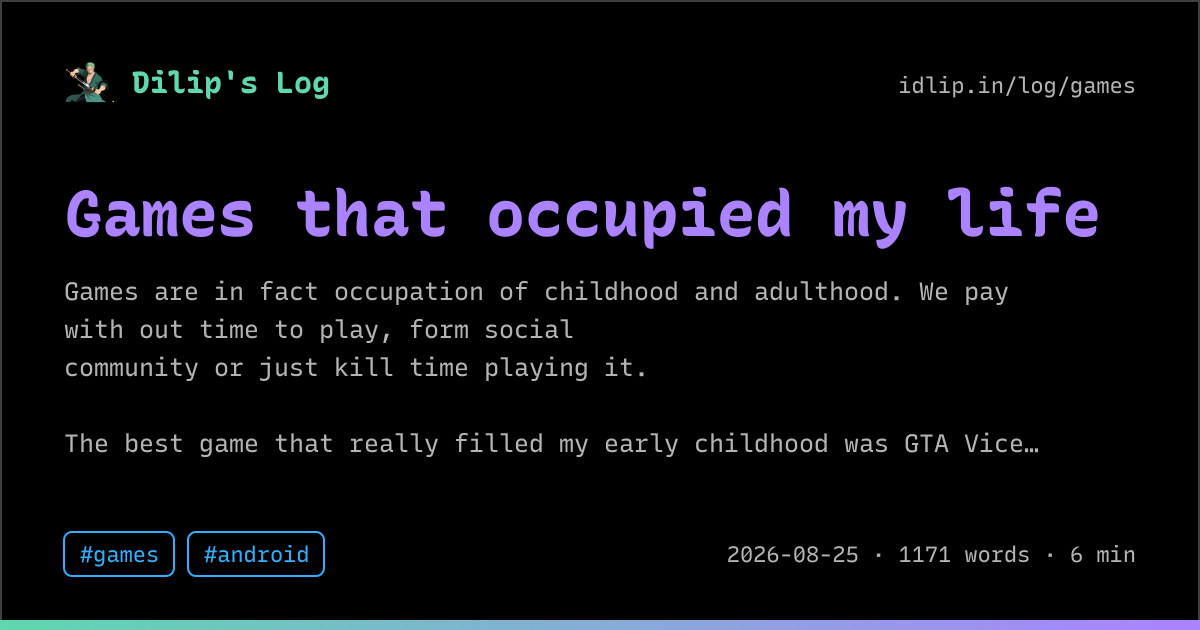 Dilip's Log
idlip.in/log/games
Games that occupied my life
Games are in fact occupation of childhood and adulthood. We pay
with out time to play, form social
community or just kill time playing it.
The best game that really filled my early childhood was GTA Vice…
#games #android
2026-08-25 · 1171 words · 6 min